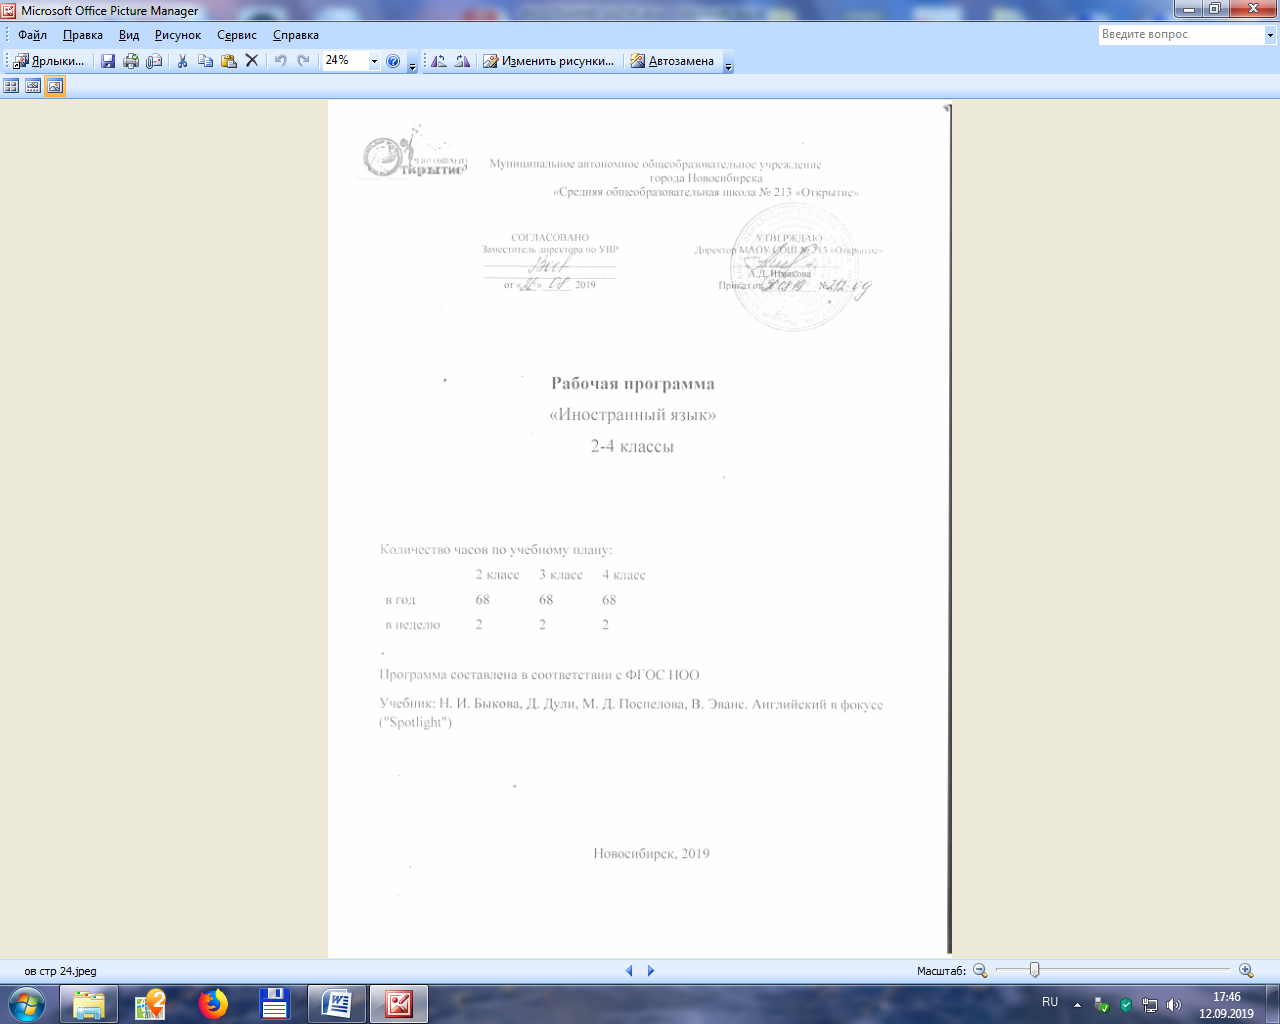 Microsoft Office Picture Manager
Файл Правка Вид Рисунок Сервис Справка
Введите вопрос
Ярлыки... 24% Изменить рисунки... Автозамена
Открытие
Муниципальное автономное общеобразовательное учреждение
города Новосибирска
«Средняя общеобразовательная школа № 213 «Открытие»
СОГЛАСОВАНО
Заместитель директора по УВР
от « » 08 2019
УТВЕРЖДАЮ
Директор МАОУ СОШ № 213 «Открытие»
А.Д. Шмакова
Приказ от №
Рабочая программа
«Иностранный язык»
2-4 классы
Количество часов по учебному плану:
2 класс 3 класс 4 класс
в год 68 68 68
в неделю 2 2 2
Программа составлена в соответствии с ФГОС НОО
Учебник: Н. И. Быкова, Д. Дули, М. Д. Поспелова, В. Эванс. Английский в фокусе
("Spotlight")
Новосибирск, 2019
ов стр 24.jpeg
Масштаб:
RU
17:46
12.09.2019